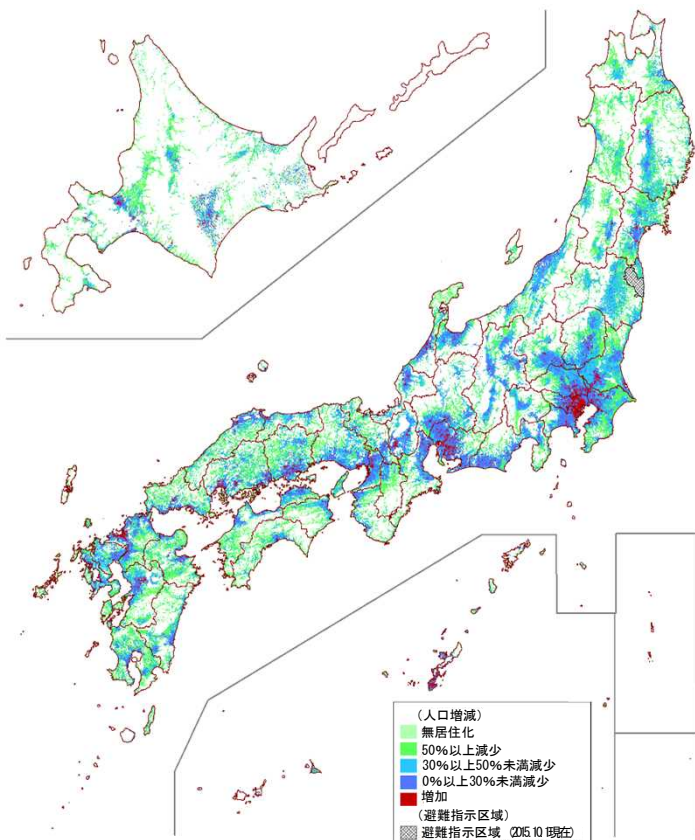 （人口増減）
無居住化
50％以上減少
30％以上50％未満減少
0％以上30％未満減少
増加
（避難指示区域）
避難指示区域（2015.10.1現在）